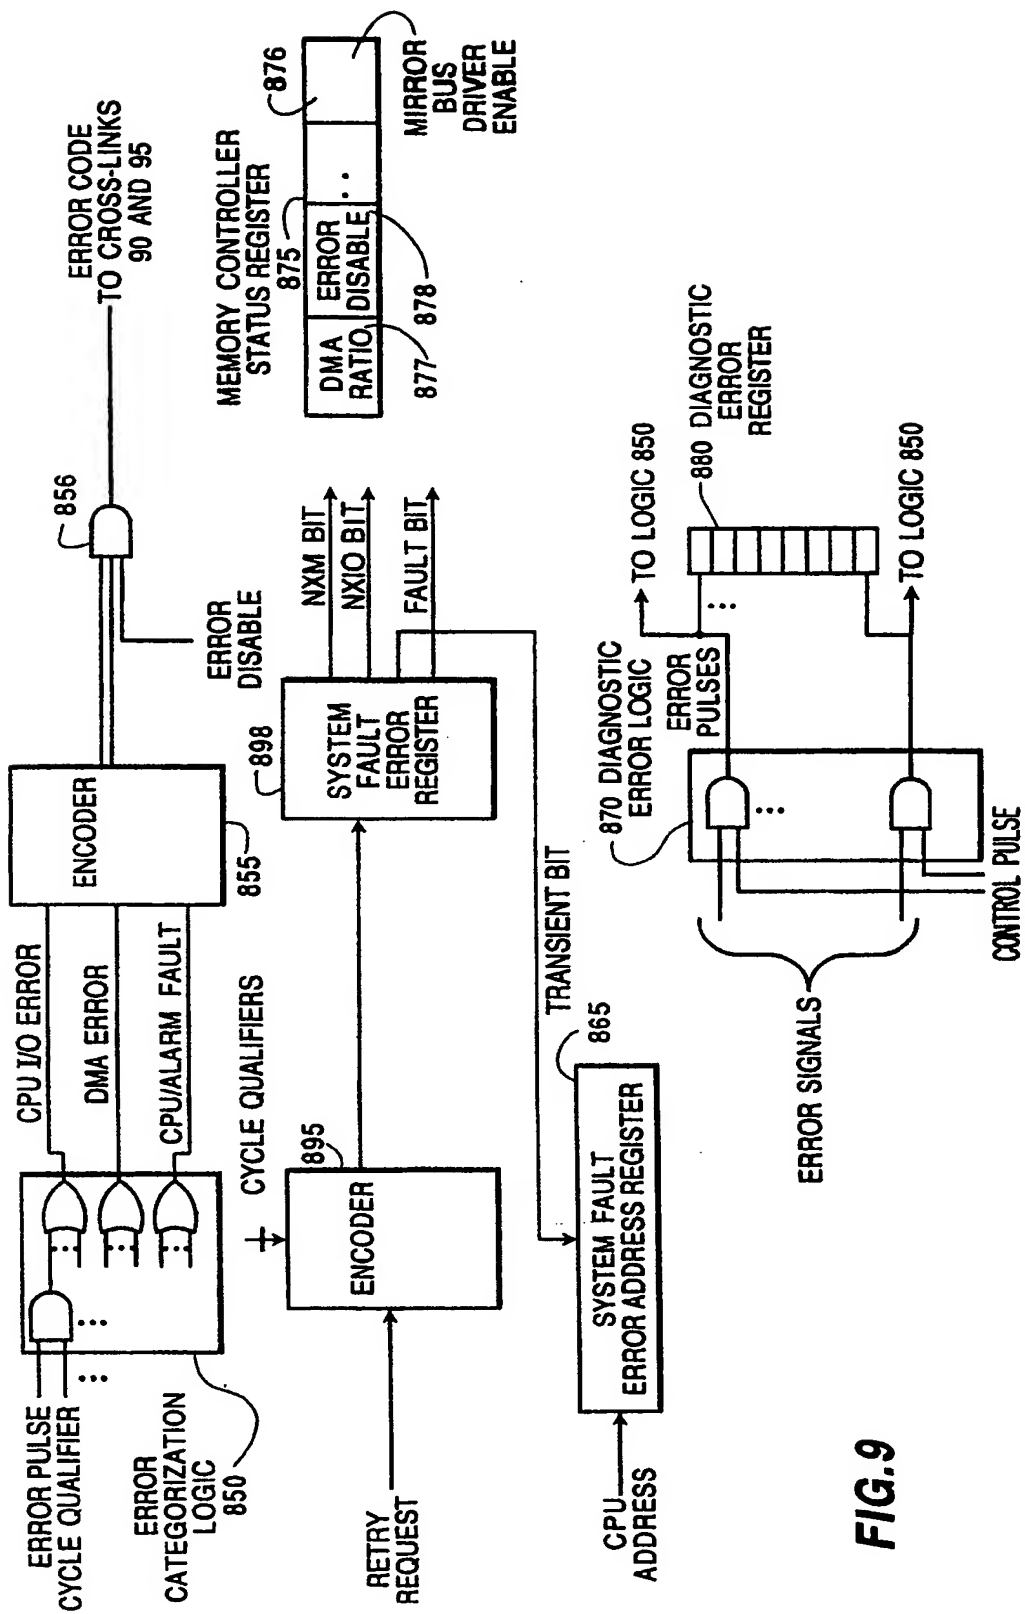 ERROR PULSE
CYCLE QUALIFIER
ERROR
CATEGORIZATION
LOGIC
850
CPU I/O ERROR
DMA ERROR
CPU/ALARM FAULT
ENCODER
855
856
ERROR
DISABLE
ERROR CODE
TO CROSS-LINKS
90 AND 95
RETRY
REQUEST
CYCLE QUALIFIERS
895
ENCODER
898
SYSTEM
FAULT
ERROR
REGISTER
NXM BIT
NXIO BIT
FAULT BIT
MEMORY CONTROLLER
STATUS REGISTER
875
876
DMA
RATIO
ERROR
DISABLE
877
878
MIRROR
BUS
DRIVER
ENABLE
CPU
ADDRESS
SYSTEM FAULT
ERROR ADDRESS REGISTER
865
TRANSIENT BIT
ERROR SIGNALS
CONTROL PULSE
870 DIAGNOSTIC
ERROR LOGIC
ERROR
PULSES
TO LOGIC 850
880 DIAGNOSTIC
ERROR
REGISTER
TO LOGIC 850
FIG.9